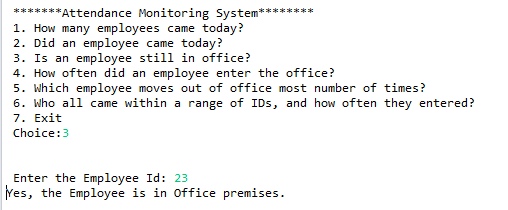 *******Attendance Monitoring System********
1. How many employees came today?
2. Did an employee came today?
3. Is an employee still in office?
4. How often did an employee enter the office?
5. Which employee moves out of office most number of times?
6. Who all came within a range of IDs, and how often they entered?
7. Exit
Choice:3
Enter the Employee Id: 23
Yes, the Employee is in Office premises.